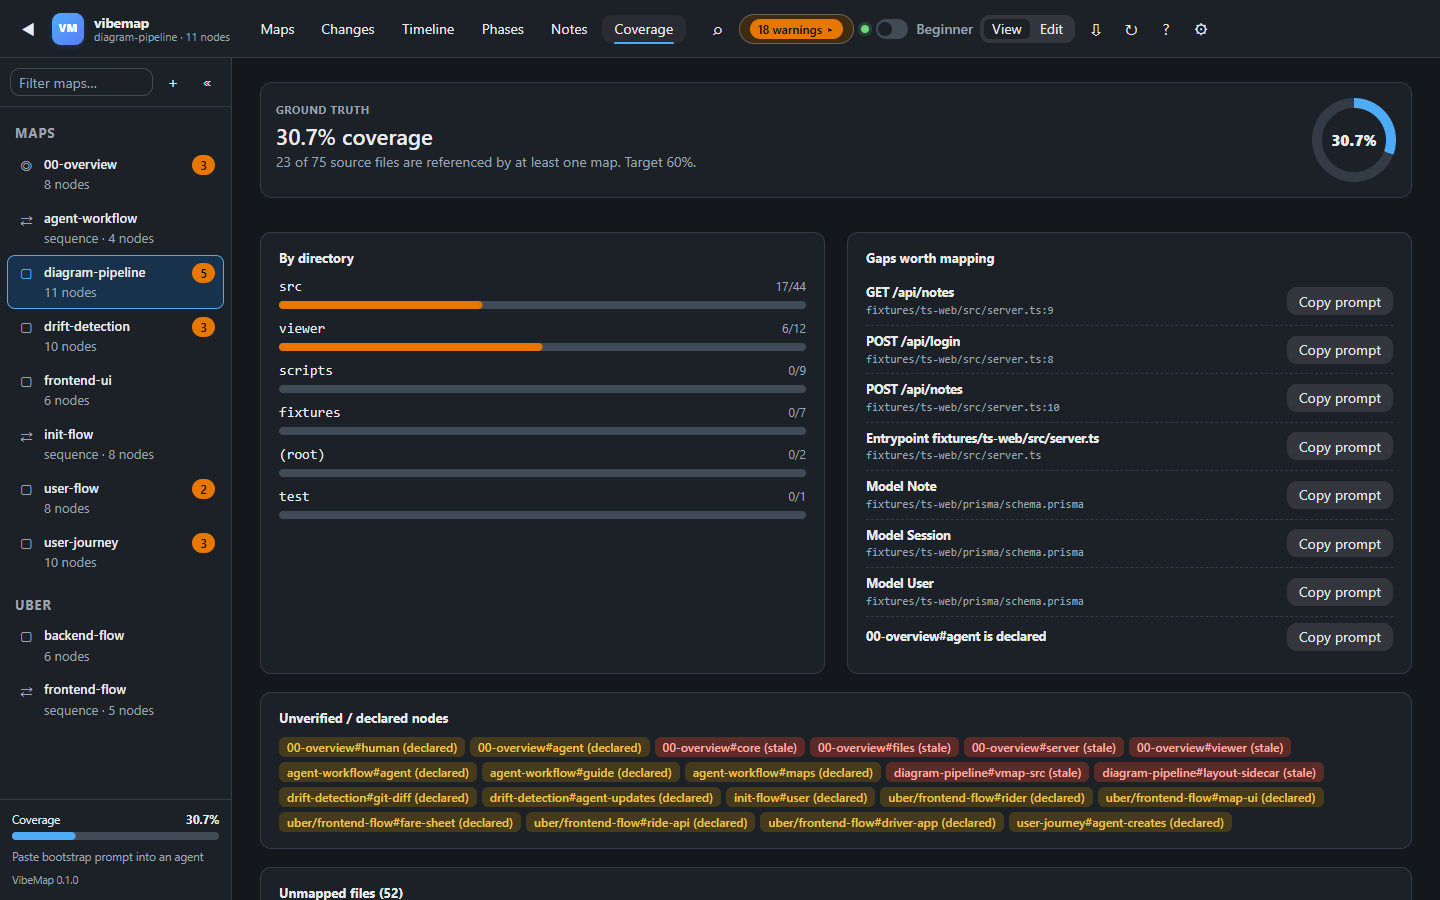 VM
vibemap
diagram-pipeline · 11 nodes
Maps
Changes
Timeline
Phases
Notes
Coverage
18 warnings
Beginner
View
Edit
?
Filter maps...
+
«
MAPS
00-overview
3
8 nodes
agent-workflow
sequence · 4 nodes
diagram-pipeline
5
11 nodes
drift-detection
3
10 nodes
frontend-ui
6 nodes
init-flow
sequence · 8 nodes
user-flow
2
8 nodes
user-journey
3
10 nodes
UBER
backend-flow
6 nodes
frontend-flow
sequence · 5 nodes
Coverage
30.7%
Paste bootstrap prompt into an agent
VibeMap 0.1.0
GROUND TRUTH
30.7% coverage
23 of 75 source files are referenced by at least one map. Target 60%.
30.7%
By directory
src 17/44
viewer 6/12
scripts 0/9
fixtures 0/7
(root) 0/2
test 0/1
Gaps worth mapping
GET /api/notes
fixtures/ts-web/src/server.ts:9
Copy prompt
POST /api/login
fixtures/ts-web/src/server.ts:8
Copy prompt
POST /api/notes
fixtures/ts-web/src/server.ts:10
Copy prompt
Entrypoint fixtures/ts-web/src/server.ts
fixtures/ts-web/src/server.ts
Copy prompt
Model Note
fixtures/ts-web/prisma/schema.prisma
Copy prompt
Model Session
fixtures/ts-web/prisma/schema.prisma
Copy prompt
Model User
fixtures/ts-web/prisma/schema.prisma
Copy prompt
00-overview#agent is declared
Copy prompt
Unverified / declared nodes
00-overview#human (declared) 00-overview#agent (declared) 00-overview#core (stale) 00-overview#files (stale) 00-overview#server (stale) 00-overview#viewer (stale)
agent-workflow#agent (declared) agent-workflow#guide (declared) agent-workflow#maps (declared) diagram-pipeline#vmap-src (stale) diagram-pipeline#layout-sidecar (stale)
drift-detection#git-diff (declared) drift-detection#agent-updates (declared) init-flow#user (declared) uber/frontend-flow#rider (declared) uber/frontend-flow#map-ui (declared)
uber/frontend-flow#fare-sheet (declared) uber/frontend-flow#ride-api (declared) uber/frontend-flow#driver-app (declared) user-journey#agent-creates (declared)
Unmapped files (52)